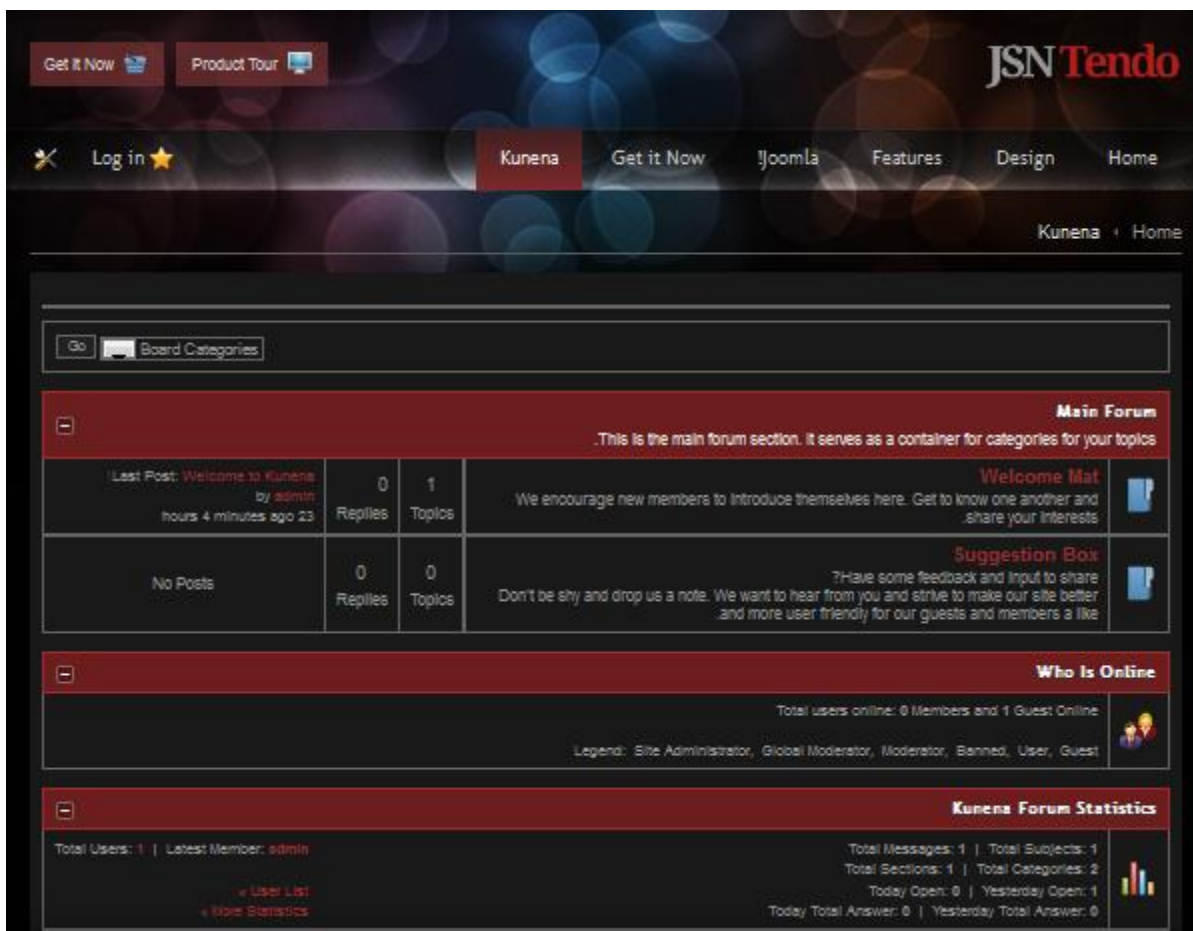 Get It Now
Product Tour
JSN Tendo
Log in
Kunena
Get it Now
!Joomla
Features
Design
Home
Kunena
Home
Go
Board Categories
Main Forum
.This is the main forum section. It serves as a container for categories for your topics
Welcome Mat
We encourage new members to introduce themselves here. Get to know one another and
.share your interests
1
Topics
0
Replies
!Last Post: Welcome to Kunena
by admin
hours 4 minutes ago 23
Suggestion Box
?Have some feedback and input to share
Don't be shy and drop us a note. We want to hear from you and strive to make our site better
.and more user friendly for our guests and members a like
0
Topics
0
Replies
No Posts
Who Is Online
Total users online: 0 Members and 1 Guest Online
Legend: Site Administrator, Global Moderator, Moderator, Banned, User, Guest
Kunena Forum Statistics
Total Messages: 1 | Total Subjects: 1
Total Sections: 1 | Total Categories: 2
Today Open: 0 | Yesterday Open: 1
Today Total Answer: 0 | Yesterday Total Answer: 0
Total Users: 1 | Latest Member: admin
« User List
« More Statistics